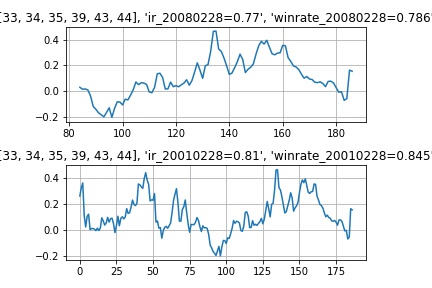 [33, 34, 35, 39, 43, 44], 'ir_20080228=0.77', 'winrate_20080228=0.786'
0.4
0.2
0.0
−0.2
80 100 120 140 160 180
[33, 34, 35, 39, 43, 44], 'ir_20010228=0.81', 'winrate_20010228=0.845'
0.4
0.2
0.0
−0.2
0 25 50 75 100 125 150 175